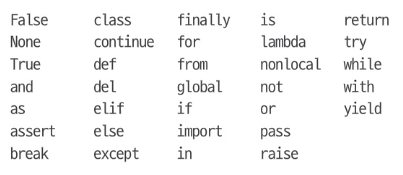 False class finally is return
None continue for lambda try
True def from nonlocal while
and del global not with
as elif if or yield
assert else import pass
break except in raise